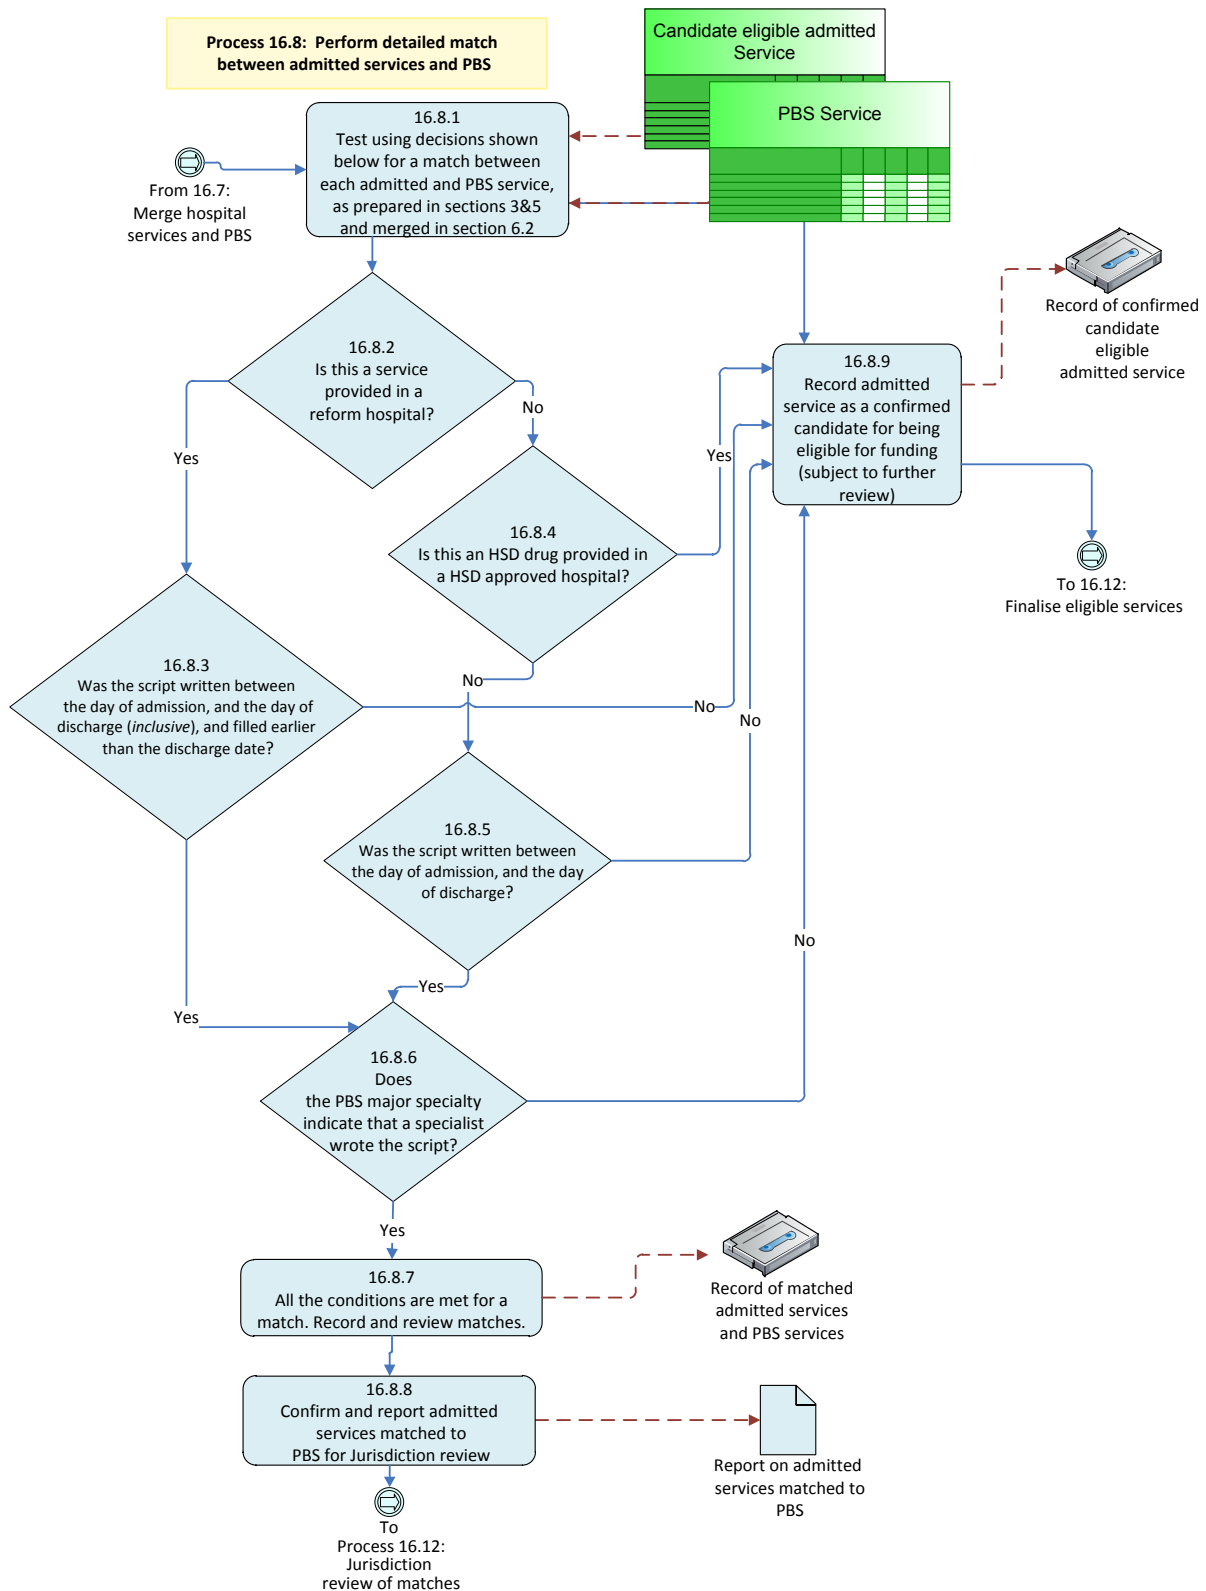 Process 16.8:  Perform detailed match
between admitted services and PBS
Candidate eligible admitted
Service
PBS Service
16.8.1
Test using decisions shown
below for a match between
each admitted and PBS service,
as prepared in sections 3&5
and merged in section 6.2
From 16.7:
Merge hospital
services and PBS
16.8.2
Is this a service
provided in a
reform hospital?
Yes
No
16.8.4
Is this an HSD drug provided in
a HSD approved hospital?
Yes
No
16.8.9
Record admitted
service as a confirmed
candidate for being
eligible for funding
(subject to further
review)
Record of confirmed
candidate
eligible
admitted service
To 16.12:
Finalise eligible services
16.8.3
Was the script written between
the day of admission, and the day of
discharge (inclusive), and filled earlier
than the discharge date?
No
Yes
16.8.5
Was the script written between
the day of admission, and the day
of discharge?
No
Yes
16.8.6
Does
the PBS major specialty
indicate that a specialist
wrote the script?
No
Yes
16.8.7
All the conditions are met for a
match. Record and review matches.
Record of matched
admitted services
and PBS services
16.8.8
Confirm and report admitted
services matched to
PBS for Jurisdiction review
Report on admitted
services matched to
PBS
To
Process 16.12:
Jurisdiction
review of matches